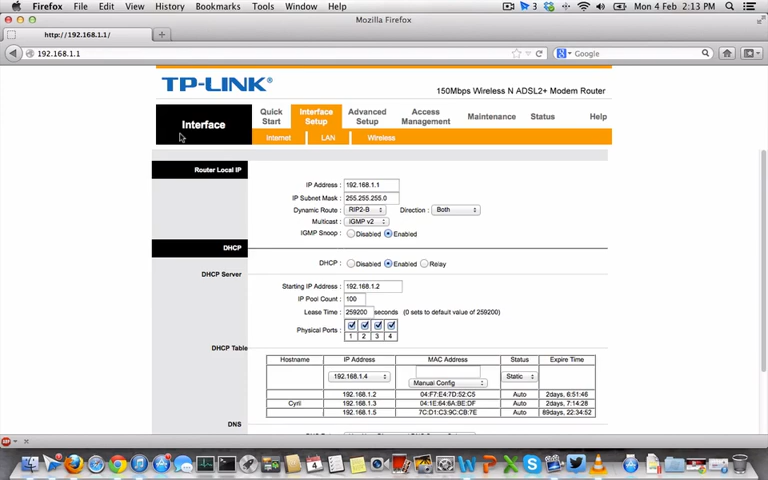 Firefox File Edit View History Bookmarks Tools Window Help 3 Mon 4 Feb 2:13 PM
Mozilla Firefox
http://192.168.1.1/ +
192.168.1.1 Google
TP-LINK®
150Mbps Wireless N ADSL2+ Modem Router
Interface
Quick Start Interface Setup Advanced Setup Access Management Maintenance Status Help
Internet LAN Wireless
Router Local IP
IP Address : 192.168.1.1
IP Subnet Mask : 255.255.255.0
Dynamic Route : RIP2-B Direction : Both
Multicast : IGMP v2
IGMP Snoop : Disabled Enabled
DHCP
DHCP : Disabled Enabled Relay
DHCP Server
Starting IP Address : 192.168.1.2
IP Pool Count : 100
Lease Time : 259200 seconds (0 sets to default value of 259200)
Physical Ports :
1 2 3 4
DHCP Table
Hostname IP Address MAC Address Status Expire Time
192.168.1.4 Manual Config Static
192.168.1.2 04:F7:E4:7D:52:C5 Auto 2days, 6:51:46
Cyril 192.168.1.3 04:1E:64:6A:BE:DF Auto 2days, 7:14:28
192.168.1.5 7C:D1:C3:9C:CB:7E Auto 89days, 22:34:52
DNS